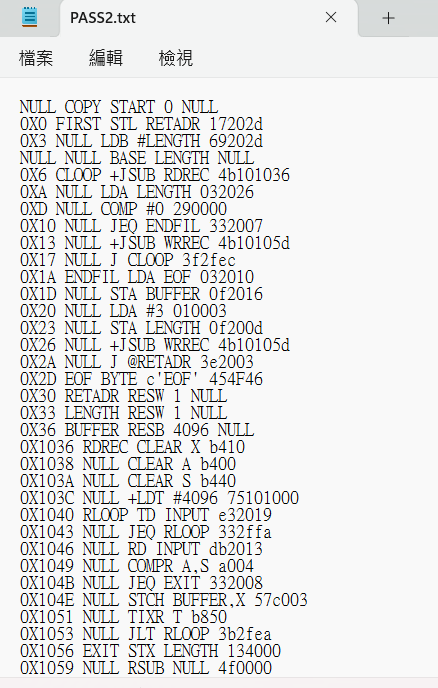 PASS2.txt
檔案 編輯 檢視
NULL COPY START 0 NULL
0X0 FIRST STL RETADR 17202d
0X3 NULL LDB #LENGTH 69202d
NULL NULL BASE LENGTH NULL
0X6 CLOOP +JSUB RDREC 4b101036
0XA NULL LDA LENGTH 032026
0XD NULL COMP #0 290000
0X10 NULL JEQ ENDFIL 332007
0X13 NULL +JSUB WRREC 4b10105d
0X17 NULL J CLOOP 3f2fec
0X1A ENDFIL LDA EOF 032010
0X1D NULL STA BUFFER 0f2016
0X20 NULL LDA #3 010003
0X23 NULL STA LENGTH 0f200d
0X26 NULL +JSUB WRREC 4b10105d
0X2A NULL J @RETADR 3e2003
0X2D EOF BYTE c'EOF' 454F46
0X30 RETADR RESW 1 NULL
0X33 LENGTH RESW 1 NULL
0X36 BUFFER RESB 4096 NULL
0X1036 RDREC CLEAR X b410
0X1038 NULL CLEAR A b400
0X103A NULL CLEAR S b440
0X103C NULL +LDT #4096 75101000
0X1040 RLOOP TD INPUT e32019
0X1043 NULL JEQ RLOOP 332ffa
0X1046 NULL RD INPUT db2013
0X1049 NULL COMPR A,S a004
0X104B NULL JEQ EXIT 332008
0X104E NULL STCH BUFFER,X 57c003
0X1051 NULL TIXR T b850
0X1053 NULL JLT RLOOP 3b2fea
0X1056 EXIT STX LENGTH 134000
0X1059 NULL RSUB NULL 4f0000